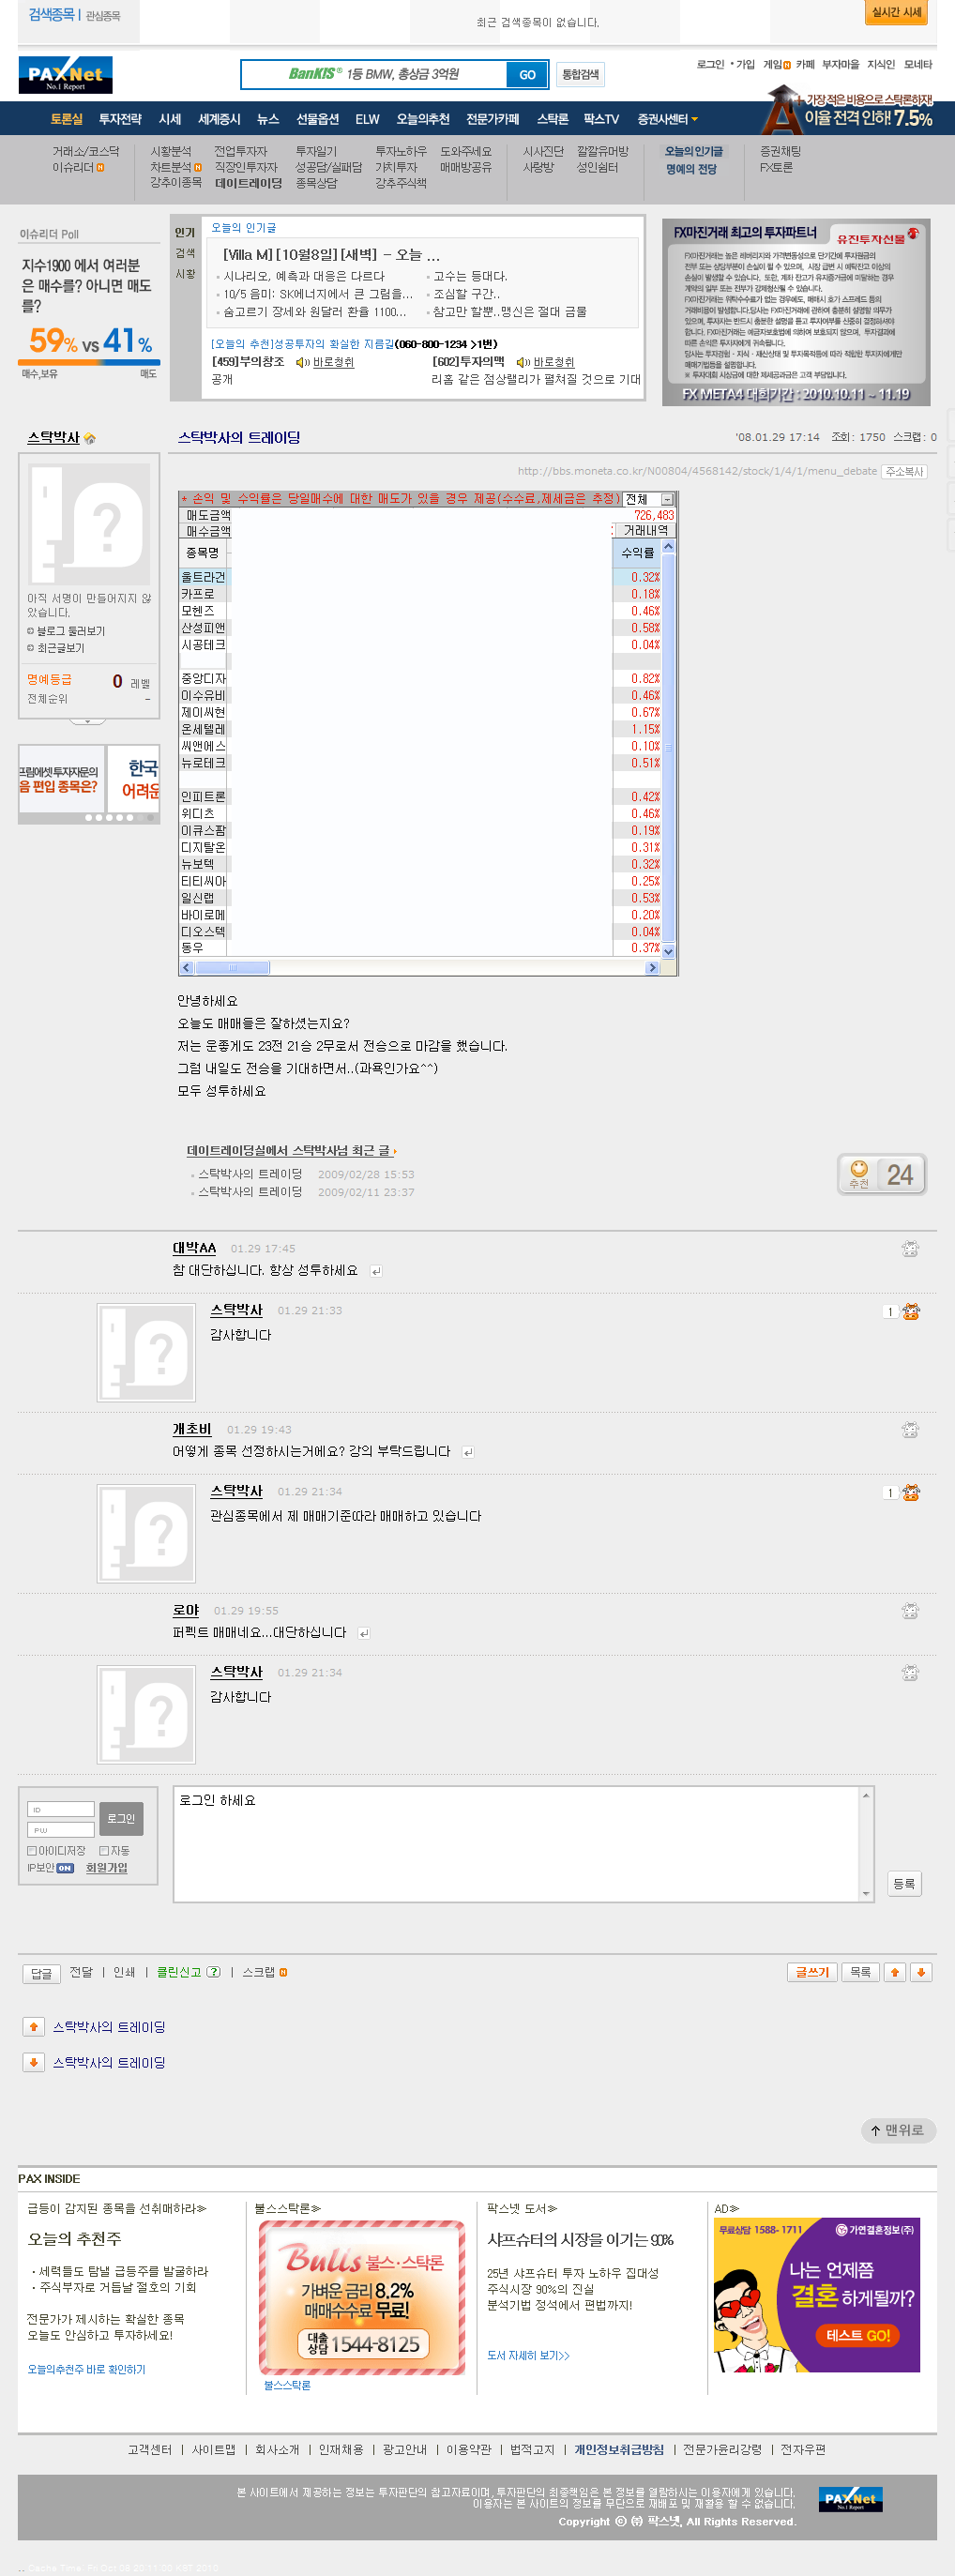 검색종목 | 관심종목
최근 검색종목이 없습니다.
실시간 시세
PAXNet
No.1 Report
BanKIS® 1등 BMW, 총상금 3억원
GO
통합검색
로그인 • 가입 게임 카페 부자마을 지식인 모네타
가장 적은 비용으로 스탁론하자!
이율 전격 인하! 7.5%
토론실 투자전략 시세 세계증시 뉴스 선물옵션 ELW 오늘의추천 전문가카페 스탁론 팍스TV 증권사센터
거래소/코스닥 시황분석 전업투자자 투자일기 투자노하우 도와주세요 시사진단 깔깔유머방 오늘의 인기글 증권채팅
이슈리더 차트분석 직장인투자자 성공담/실패담 가치투자 매매방공유 사랑방 성인쉼터 명예의 전당 FX토론
강추이종목 데이트레이딩 종목상담 강추주식책
이슈리더 Poll
지수1900 에서 여러분
은 매수를? 아니면 매도
를?
59% vs 41%
매수,보유 매도
인기
검색
시황
오늘의 인기글
[Villa M] [10월8일] [새벽] - 오늘 ...
시나리오, 예측과 대응은 다르다
고수는 등대다.
10/5 음미: SK에너지에서 큰 그림을...
조심할 구간..
숨고르기 장세와 원달러 환율 1100...
참고만 할뿐..맹신은 절대 금물
[오늘의 추천]성공투자의 확실한 지름길(060-800-1234 >1번)
[459]부의창조 바로청취
[602]투자의맥 바로청취
공개
리홈 같은 점상랠리가 펼쳐질 것으로 기대
FX마진거래 최고의 투자파트너 유진투자선물
FX META4 대회기간 : 2010.10.11 ~ 11.19
스탁박사
스탁박사의 트레이딩
'08.01.29 17:14 조회: 1750 스크랩: 0
http://bbs.moneta.co.kr/N00804/4568142/stock/1/4/1/menu_debate 주소복사
아직 서명이 만들어지지 않
았습니다.
블로그 둘러보기
최근글보기
명예등급 0 레벨
전체순위 -
프림에셋 투자자문의
음 편입 종목은?
한국
어려운
* 손익 및 수익률은 당일매수에 대한 매도가 있을 경우 제공(수수료,제세금은 추정) 전체
매도금액 726,483
매수금액 거래내역
종목명 수익률
울트라건 0.32%
카프로 0.18%
모헨즈 0.46%
산성피앤 0.58%
시공테크 0.04%
중앙디자 0.82%
이수유비 0.46%
제이씨현 0.67%
온세텔레 1.15%
씨앤에스 0.10%
뉴로테크 0.51%
인피트론 0.42%
위디츠 0.46%
이큐스팜 0.19%
디지탈온 0.31%
뉴보텍 0.32%
티티씨아 0.25%
일신랩 0.53%
바이로메 0.20%
디오스텍 0.04%
동우 0.37%
안녕하세요
오늘도 매매들은 잘하셨는지요?
저는 운좋게도 23전 21승 2무로서 전승으로 마감을 했습니다.
그럼 내일도 전승을 기대하면서..(과욕인가요^^)
모두 성투하세요
데이트레이딩실에서 스탁박사님 최근 글
스탁박사의 트레이딩 2009/02/28 15:53
스탁박사의 트레이딩 2009/02/11 23:37
추천 24
대박AA 01.29 17:45
참 대단하십니다. 항상 성투하세요
스탁박사 01.29 21:33
1
감사합니다
개초비 01.29 19:43
어떻게 종목 선정하시는거에요? 강의 부탁드립니다
스탁박사 01.29 21:34
1
관심종목에서 제 매매기준따라 매매하고 있습니다
로야 01.29 19:55
퍼펙트 매매네요...대단하십니다
스탁박사 01.29 21:34
감사합니다
ID
PW
로그인
아이디저장 자동
IP보안 ON 회원가입
로그인 하세요
등록
답글 전달 | 인쇄 | 클린신고 ? | 스크랩
글쓰기 목록
스탁박사의 트레이딩
스탁박사의 트레이딩
↑ 맨위로
PAX INSIDE
급등이 감지된 종목을 선취매하라≫
오늘의 추천주
· 세력들도 탐낼 급등주를 발굴하라
· 주식부자로 거듭날 절호의 기회
전문가가 제시하는 확실한 종목
오늘도 안심하고 투자하세요!
오늘의추천주 바로 확인하기
불스스탁론≫
Bulls 불스·스탁론
가벼운 금리 8.2%
매매수수료 무료!
대출
상담 1544-8125
불스스탁론
팍스넷 도서≫
샤프슈터의 시장을 이기는 90%
25년 샤프슈터 투자 노하우 집대성
주식시장 90%의 진실
분석기법 정석에서 편법까지!
도서 자세히 보기>>
AD≫
무료상담 1588-1711 가연결혼정보(주)
나는 언제쯤
결혼 하게될까?
테스트 GO!
고객센터 | 사이트맵 | 회사소개 | 인재채용 | 광고안내 | 이용약관 | 법적고지 | 개인정보취급방침 | 전문가윤리강령 | 전자우편
본 사이트에서 제공하는 정보는 투자판단의 참고자료이며, 투자판단의 최종책임은 본 정보를 열람하시는 이용자에게 있습니다.
이용자는 본 사이트의 정보를 무단으로 재배포 및 재활용 할 수 없습니다.
Copyright ⓒ ㈜ 팍스넷, All Rights Reserved.
PAXNet
No.1 Report